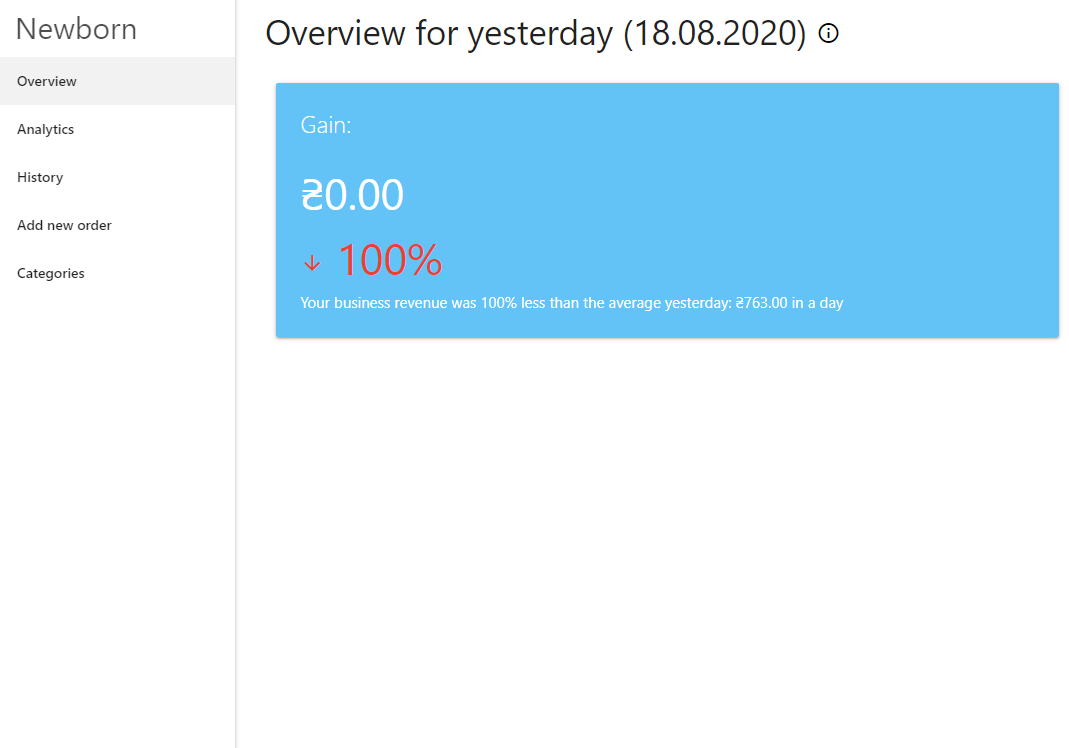 Newborn
Overview
Analytics
History
Add new order
Categories
Overview for yesterday (18.08.2020)
Gain:
₴0.00
↓ 100%
Your business revenue was 100% less than the average yesterday: ₴763.00 in a day